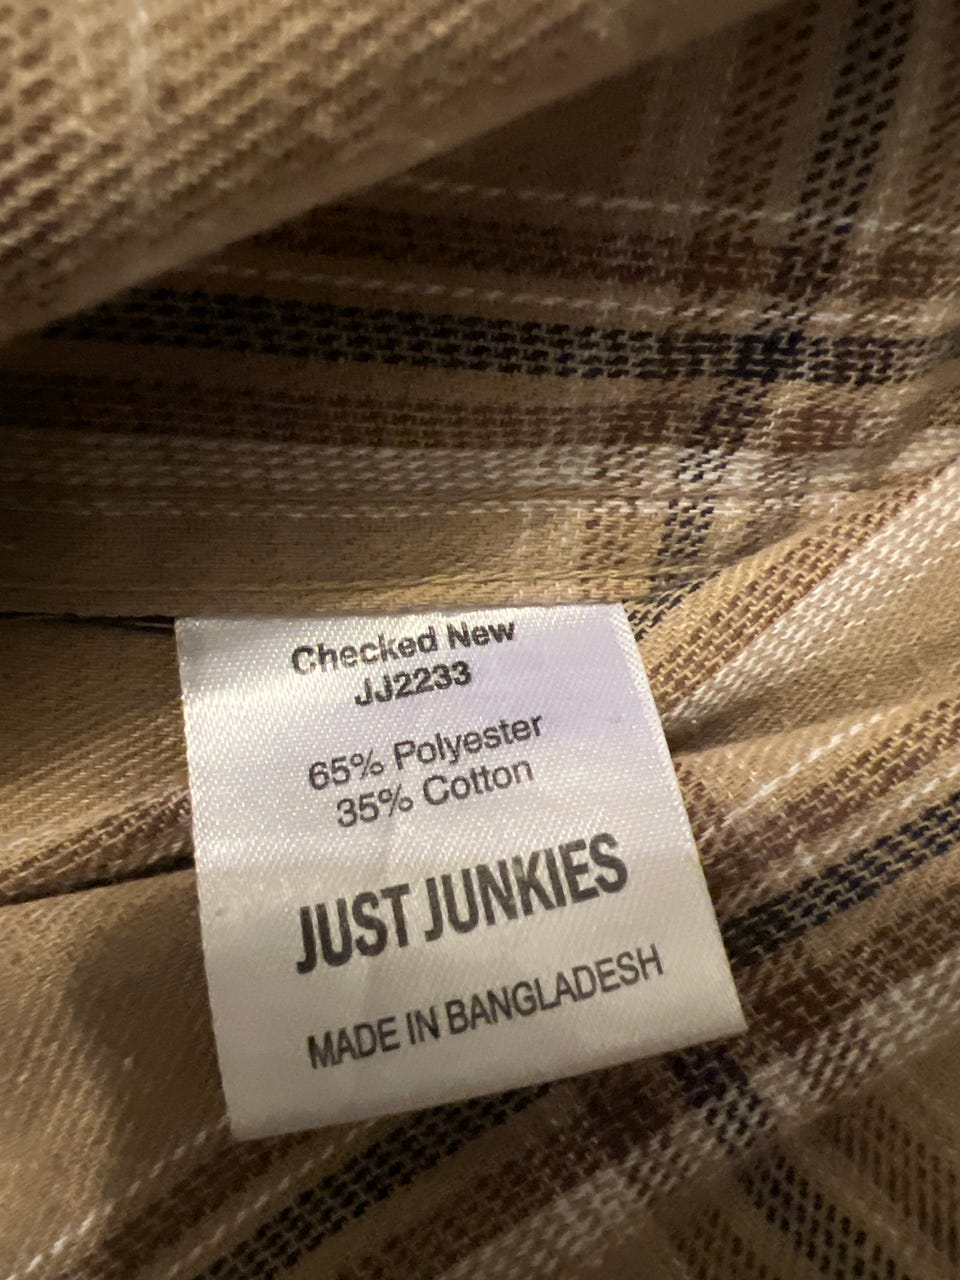 Checked New
JJ2233
65% Polyester
35% Cotton
JUST JUNKIES
MADE IN BANGLADESH